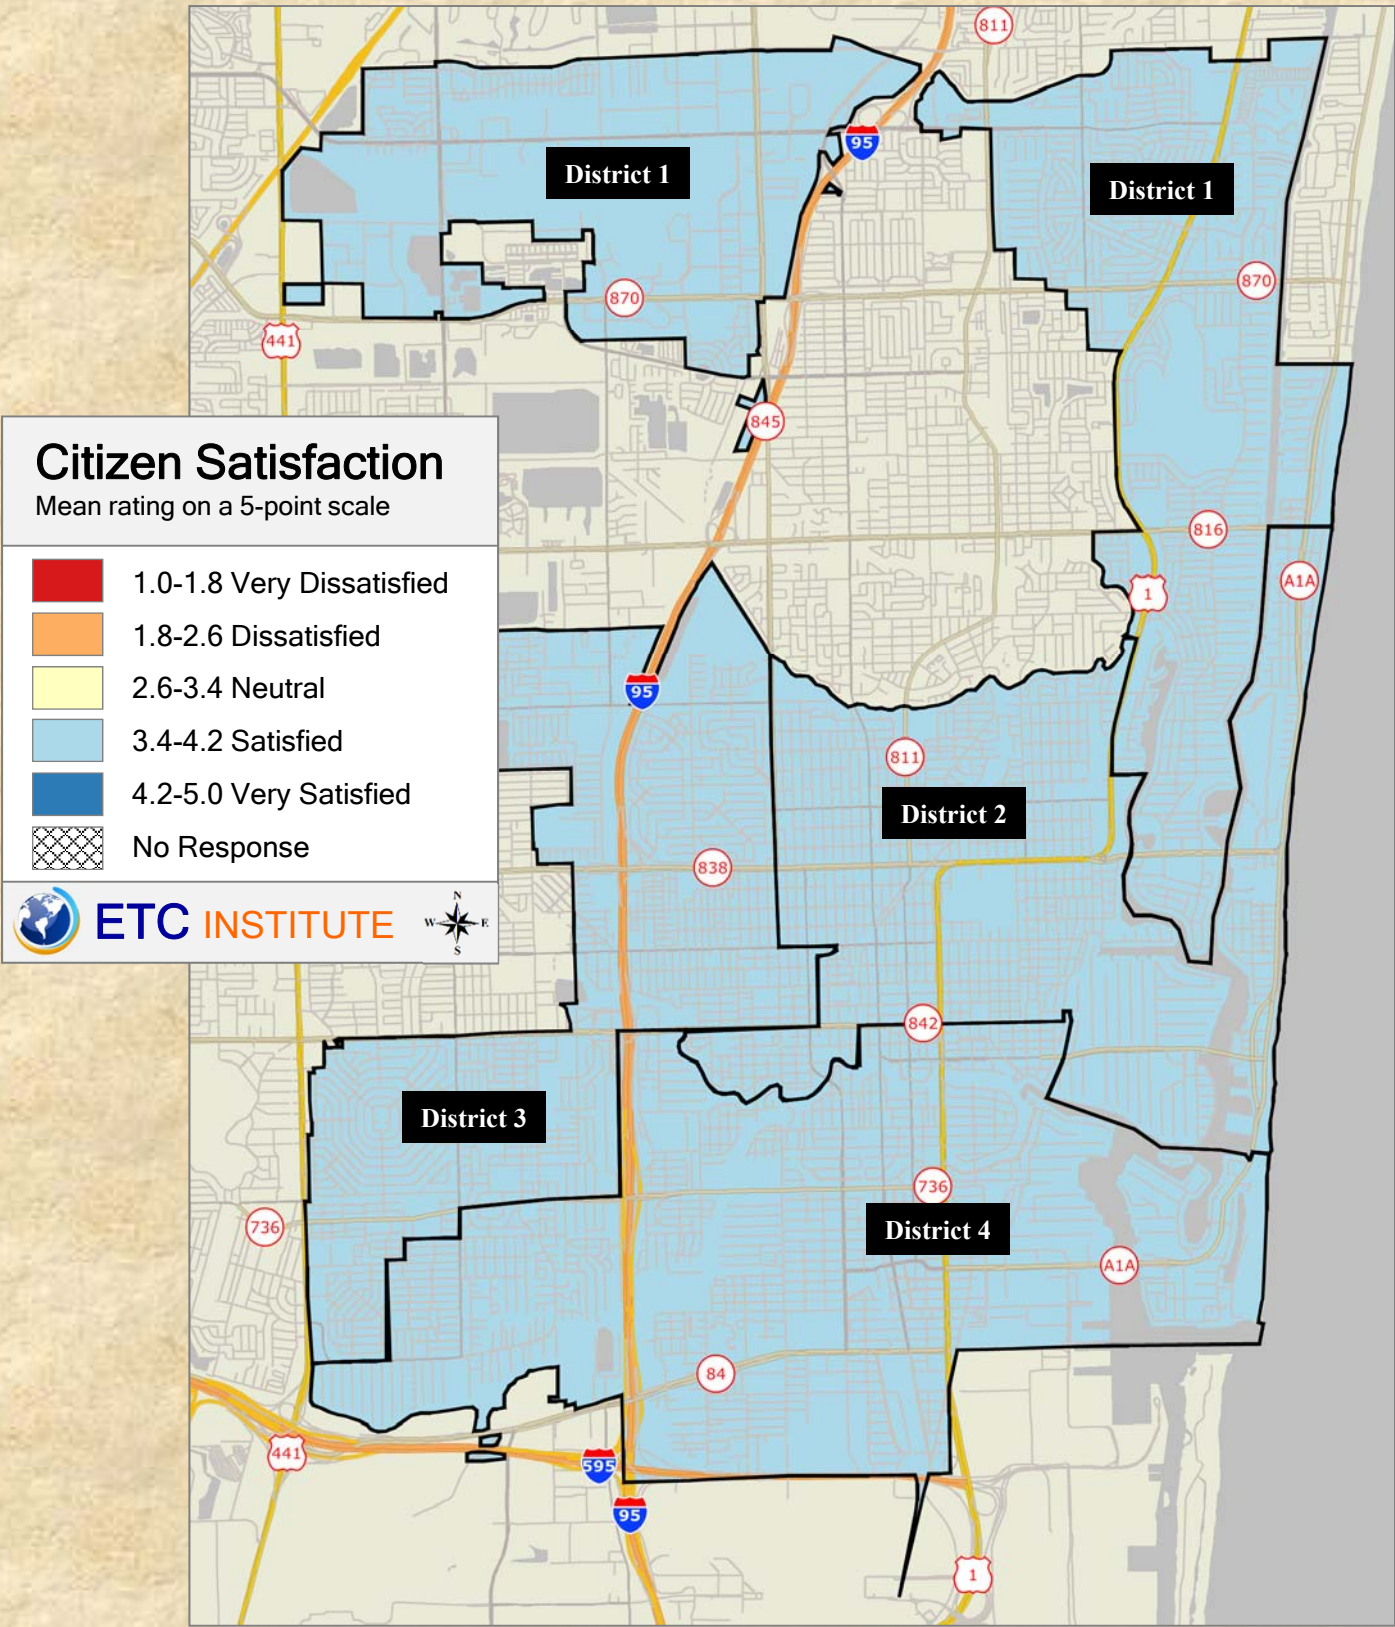 811
95
District 1
District 1
870
870
441
845
Citizen Satisfaction
Mean rating on a 5-point scale
816
1.0-1.8 Very Dissatisfied
1.8-2.6 Dissatisfied
2.6-3.4 Neutral
3.4-4.2 Satisfied
4.2-5.0 Very Satisfied
No Response
ETC INSTITUTE
N
W E
S
A1A
1
95
811
District 2
838
842
District 3
736
736
District 4
A1A
84
441
595
95
1